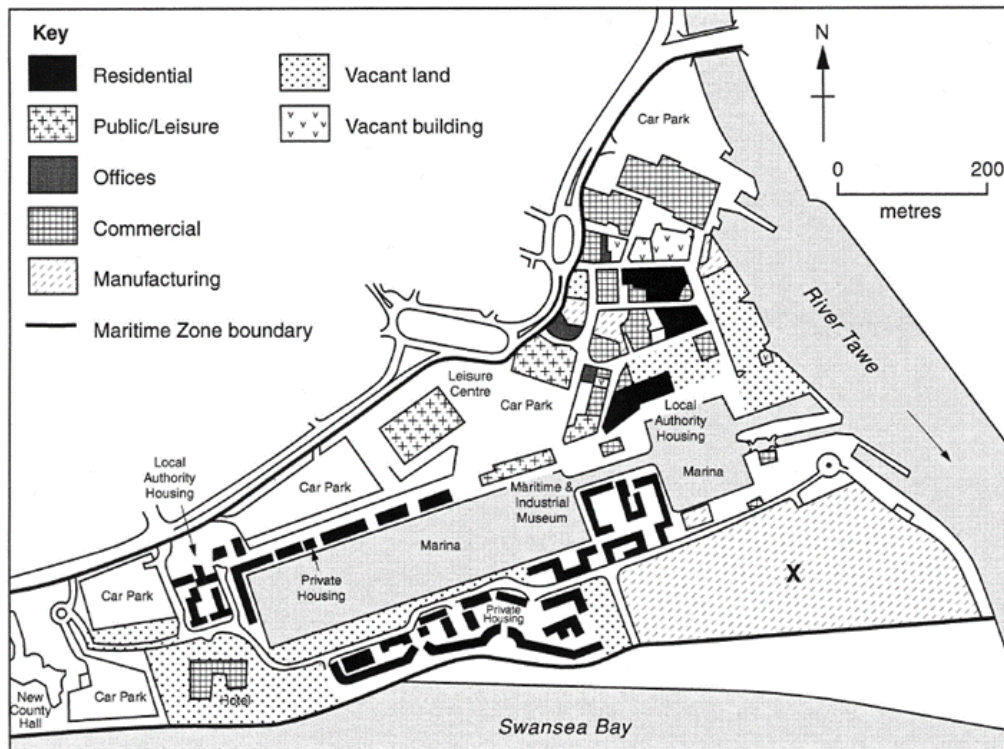 Key
Residential
Public/Leisure
Offices
Commercial
Manufacturing
Maritime Zone boundary
Vacant land
Vacant building
N
0 200
metres
Car Park
River Tawe
Leisure
Centre
Car Park
Local
Authority
Housing
Marina
Local
Authority
Housing
Car Park
Maritime &
Industrial
Museum
Marina
Private
Housing
X
Car Park
Private
Housing
New
County
Hall
Car Park
Hotel
Swansea Bay